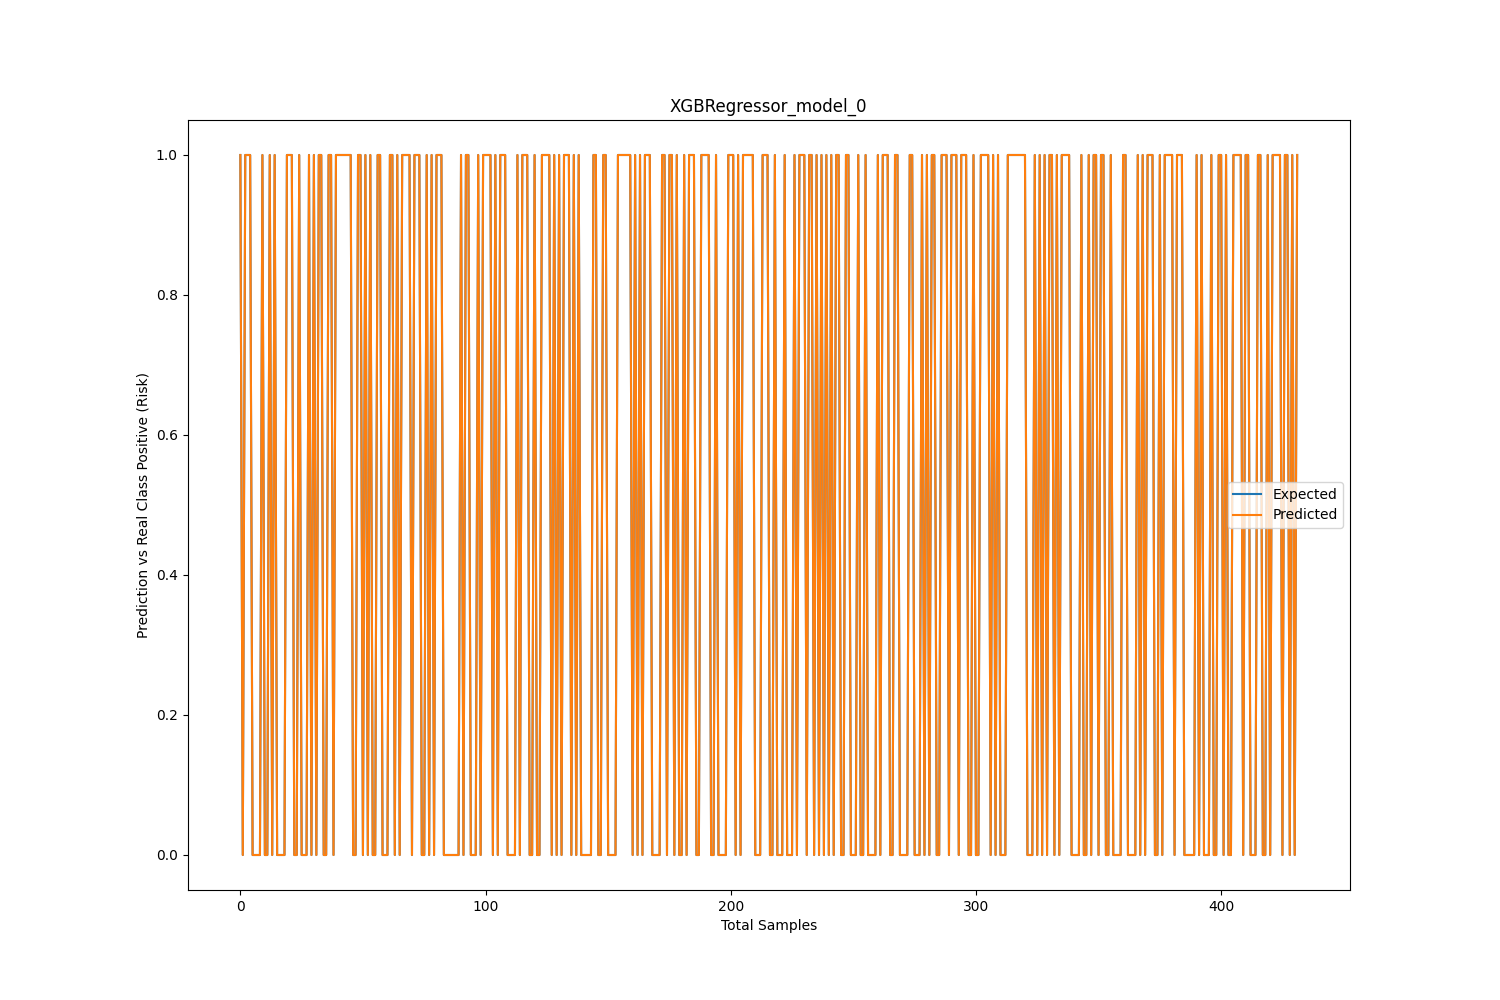 XGBRegressor_model_0
Prediction vs Real Class Positive (Risk)
1.0
0.8
0.6
0.4
0.2
0.0
Expected
Predicted
0 100 200 300 400
Total Samples